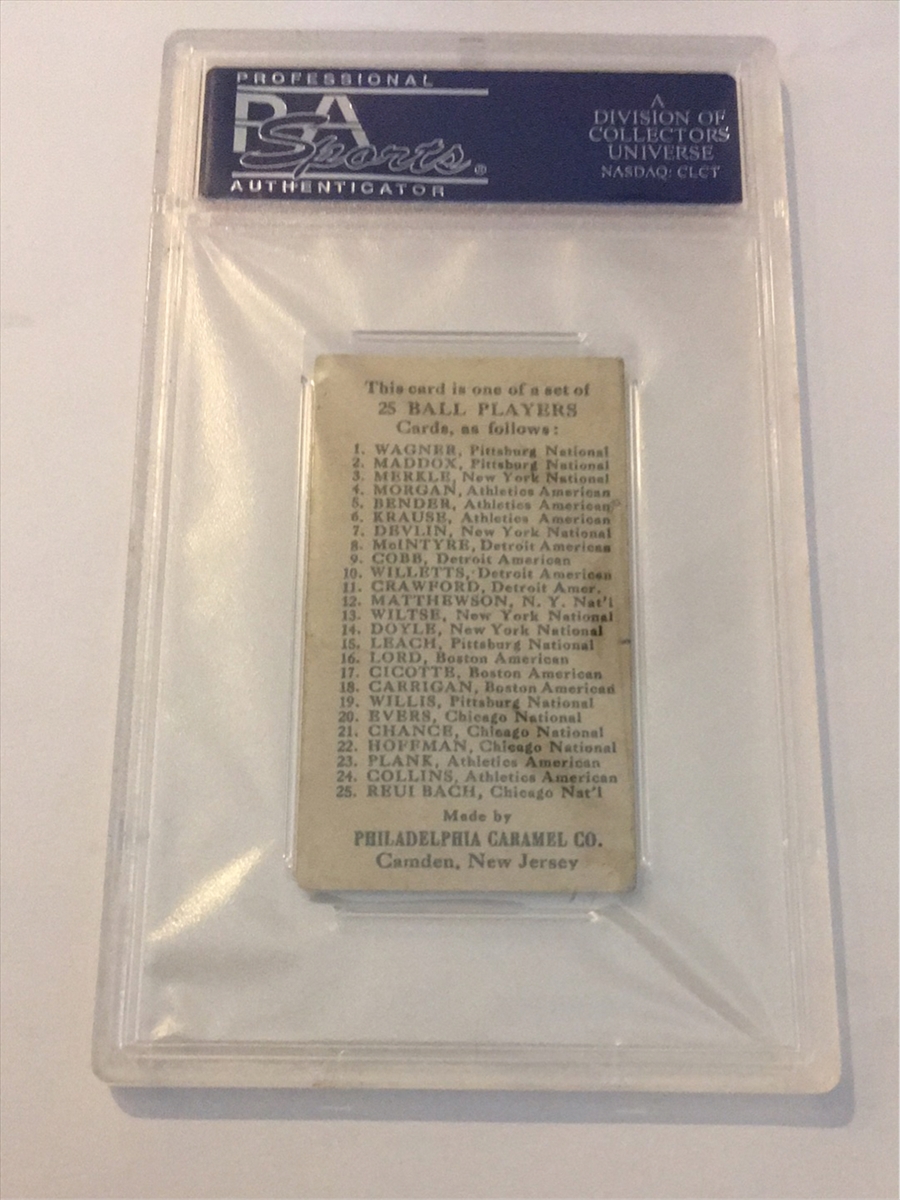 PROFESSIONAL
PSA
Sports®
AUTHENTICATOR
A
DIVISION OF
COLLECTORS
UNIVERSE
NASDAQ: CLCT
This card is one of a set of
25 BALL PLAYERS
Cards, as follows:
1. WAGNER, Pittsburg National
2. MADDOX, Pittsburg National
3. MERKLE, New York National
4. MORGAN, Athletics American
5. BENDER, Athletics American
6. KRAUSE, Athletics American
7. DEVLIN, New York National
8. McINTYRE, Detroit American
9. COBB, Detroit American
10. WILLETTS, Detroit American
11. CRAWFORD, Detroit Amer.
12. MATTHEWSON, N. Y. Nat'l
13. WILTSE, New York National
14. DOYLE, New York National
15. LEACH, Pittsburg National
16. LORD, Boston American
17. CICOTTE, Boston American
18. CARRIGAN, Boston American
19. WILLIS, Pittsburg National
20. EVERS, Chicago National
21. CHANCE, Chicago National
22. HOFFMAN, Chicago National
23. PLANK, Athletics American
24. COLLINS, Athletics American
25. REULBACH, Chicago Nat'l
Made by
PHILADELPHIA CARAMEL CO.
Camden, New Jersey